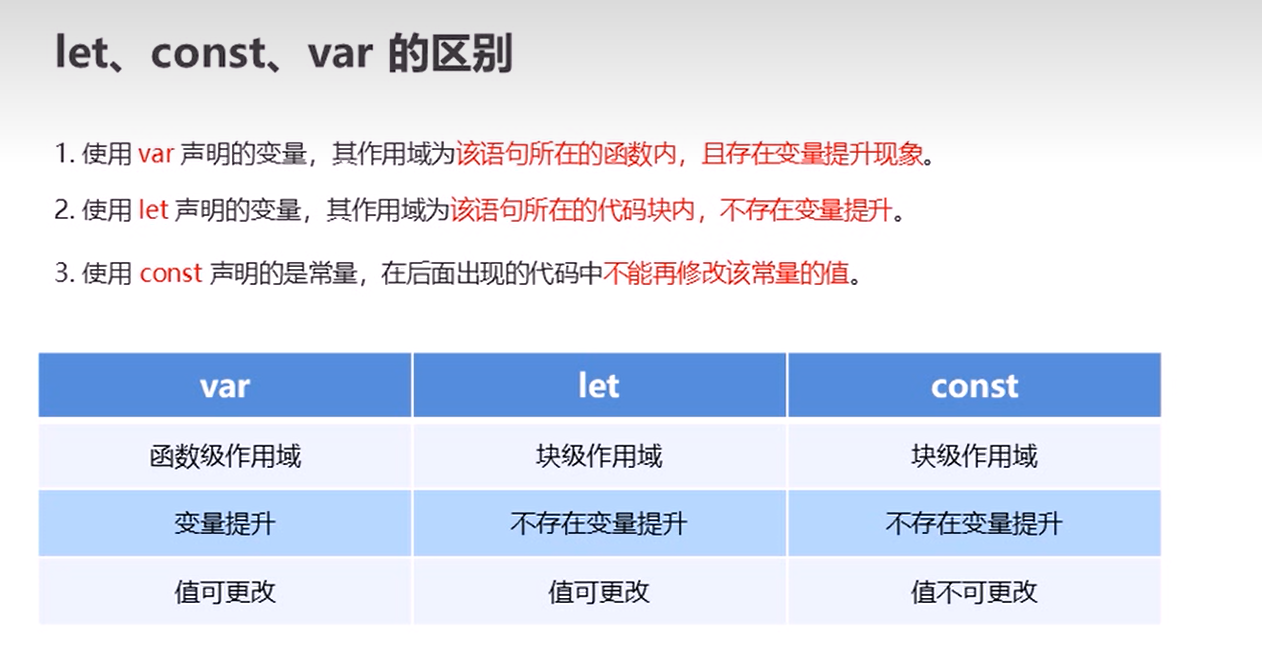 let、const、var 的区别
1. 使用 var 声明的变量，其作用域为该语句所在的函数内，且存在变量提升现象。
2. 使用 let 声明的变量，其作用域为该语句所在的代码块内，不存在变量提升。
3. 使用 const 声明的是常量，在后面出现的代码中不能再修改该常量的值。
var let const
函数级作用域 块级作用域 块级作用域
变量提升 不存在变量提升 不存在变量提升
值可更改 值可更改 值不可更改